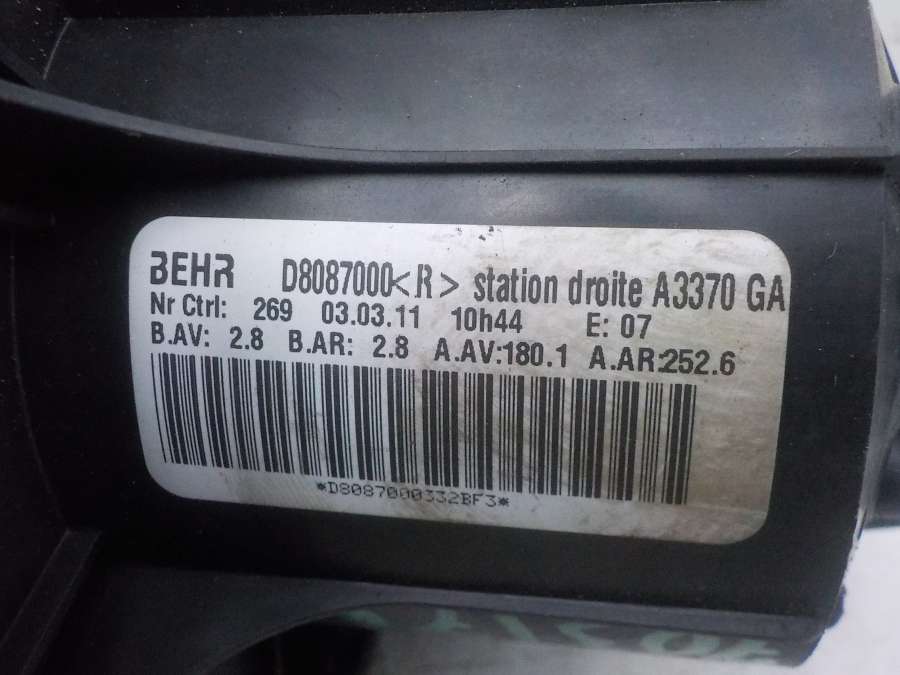 BEHR D8087000<R> station droite A3370 GA
Nr Ctrl: 269 03.03.11 10h44 E: 07
B.AV: 2.8 B.AR: 2.8 A.AV:180.1 A.AR:252.6
*D8087000332BF3*